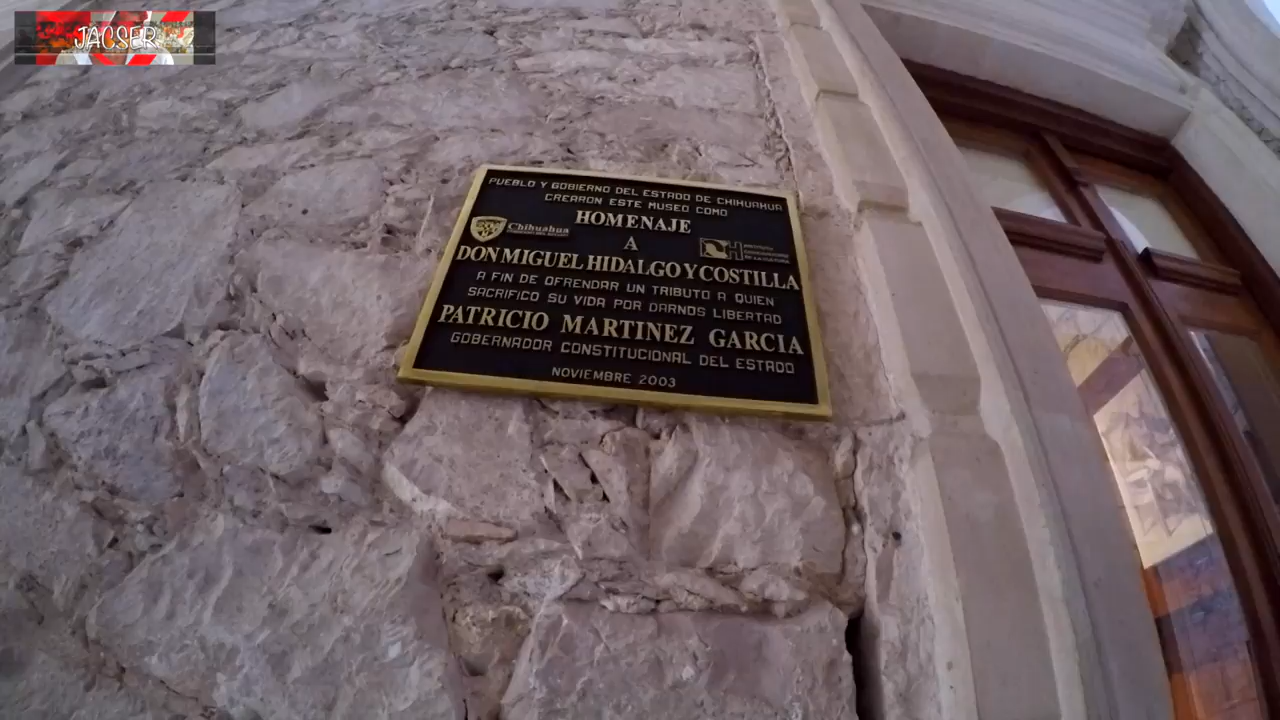 JACSER
PUEBLO Y GOBIERNO DEL ESTADO DE CHIHUAHUA
CREARON ESTE MUSEO COMO
HOMENAJE
Chihuahua
A
DON MIGUEL HIDALGO Y COSTILLA
A FIN DE OFRENDAR UN TRIBUTO A QUIEN
SACRIFICO SU VIDA POR DARNOS LIBERTAD
PATRICIO MARTINEZ GARCIA
GOBERNADOR CONSTITUCIONAL DEL ESTADO
NOVIEMBRE 2003